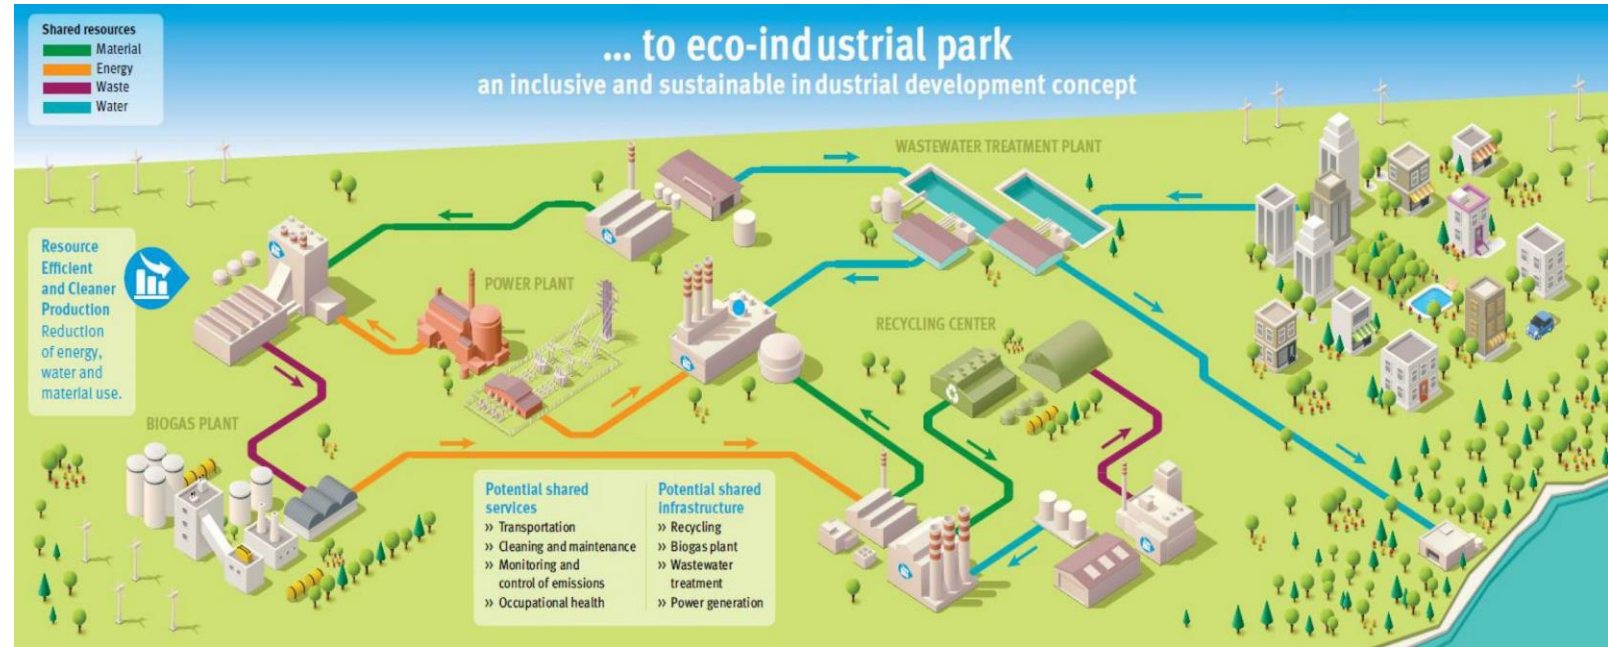 Shared resources
Material
Energy
Waste
Water
... to eco-industrial park
an inclusive and sustainable industrial development concept
WASTEWATER TREATMENT PLANT
Resource
Efficient
and Cleaner
Production
Reduction
of energy,
water and
material use.
POWER PLANT
RECYCLING CENTER
BIOGAS PLANT
Potential shared
services
» Transportation
» Cleaning and maintenance
» Monitoring and
control of emissions
» Occupational health
Potential shared
infrastructure
» Recycling
» Biogas plant
» Wastewater
treatment
» Power generation